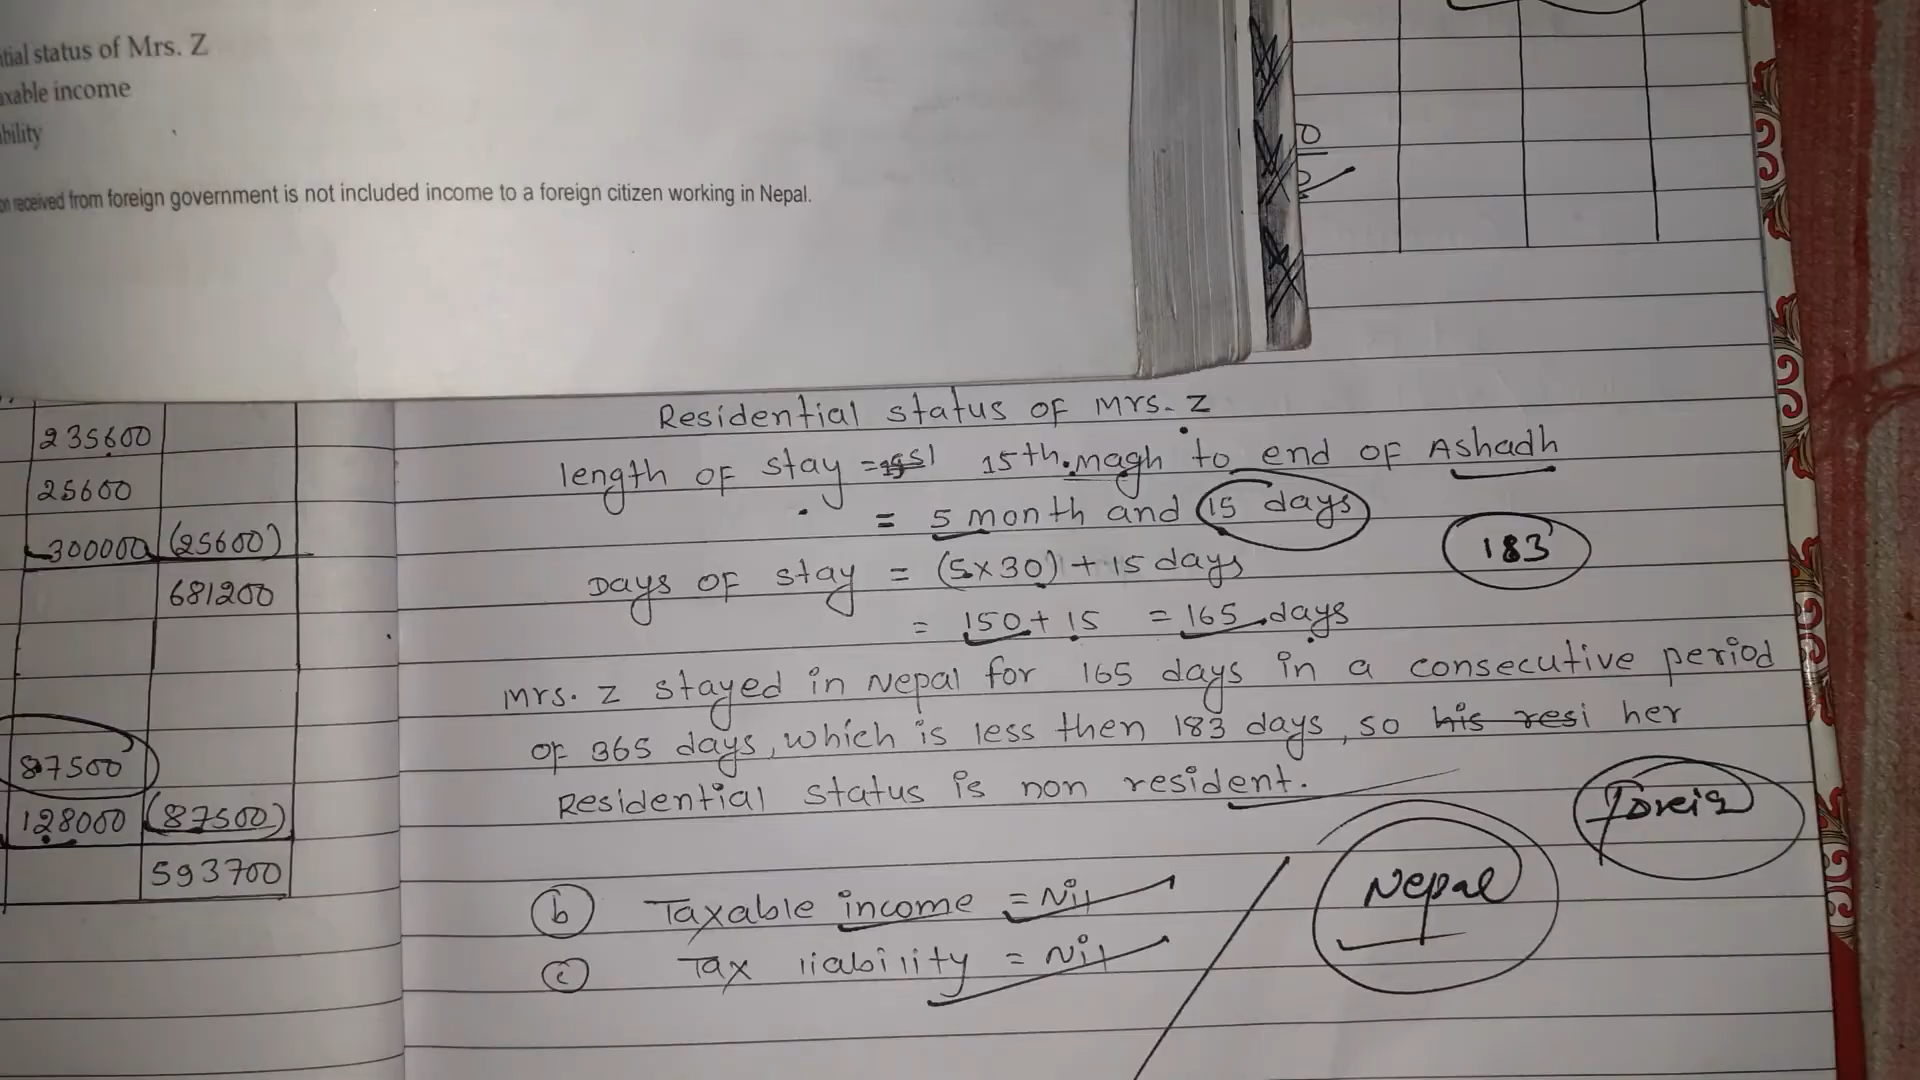 tial status of Mrs. Z
axable income
bility
on received from foreign government is not included income to a foreign citizen working in Nepal.
235600
25600
300000 (25600)
681200
87500
128000 (87500)
593700
Residential status of Mrs. Z
length of stay = 15th magh to end of Ashadh
= 5 month and 15 days
183
Days of stay = (5×30) + 15 days
= 150 + 15 = 165 days
Mrs. Z stayed in Nepal for 165 days in a consecutive period
of 365 days, which is less then 183 days, so his resi her
Residential status is non resident.
Foreig
Nepal
b Taxable income = Nil
c Tax liability = Nil